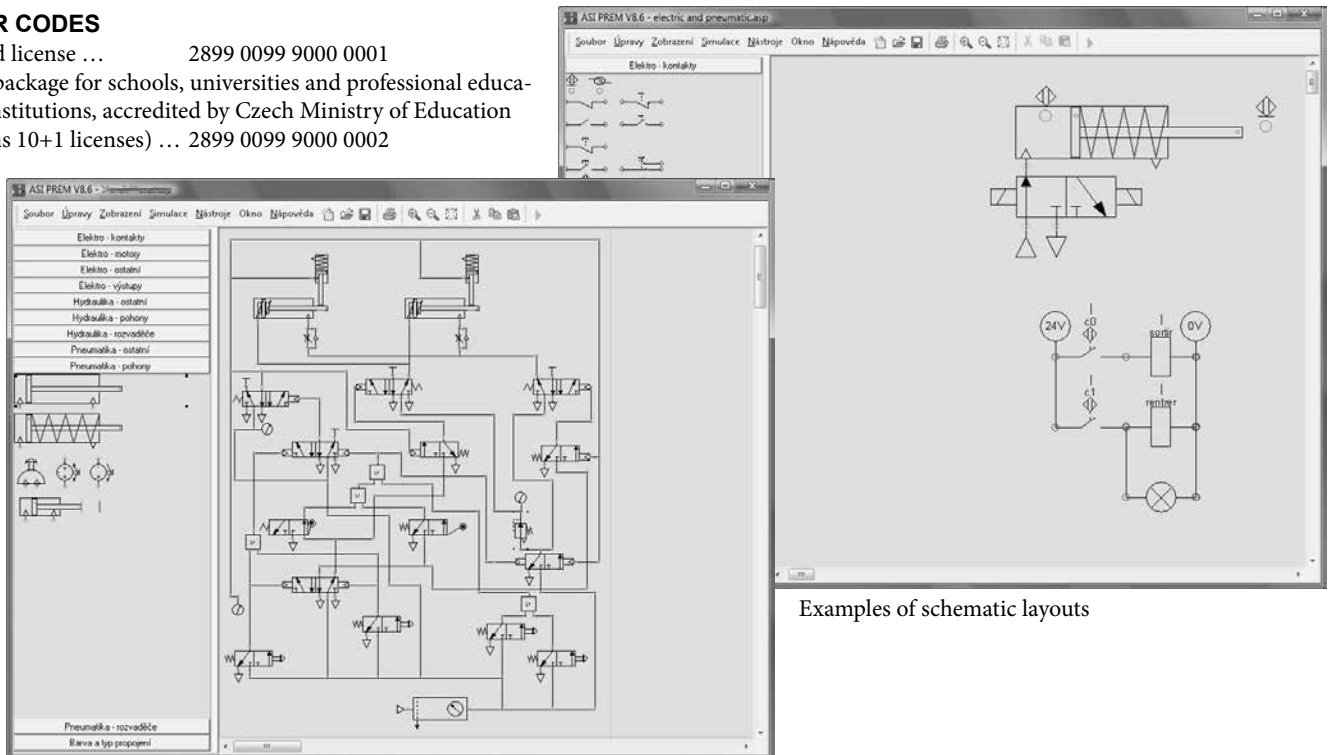 R CODES
d license … 2899 0099 9000 0001
package for schools, universities and professional educa-
nstitutions, accredited by Czech Ministry of Education
ns 10+1 licenses) … 2899 0099 9000 0002
ASI PREM V8.6 - electric and pneumatic.asp
Soubor Úpravy Zobrazení Simulace Nástroje Okno Nápověda
Elektro - kontakty
24V
c0
sortir
0V
c1
rentrer
ASI PREM V8.6 -
Soubor Úpravy Zobrazení Simulace Nástroje Okno Nápověda
Elektro - kontakty
Elektro - motory
Elektro - ostatní
Elektro - výstupy
Hydraulika - ostatní
Hydraulika - pohony
Hydraulika - rozvaděče
Pneumatika - ostatní
Pneumatika - pohony
Pneumatika - rozvaděče
Barva a typ propojení
Examples of schematic layouts